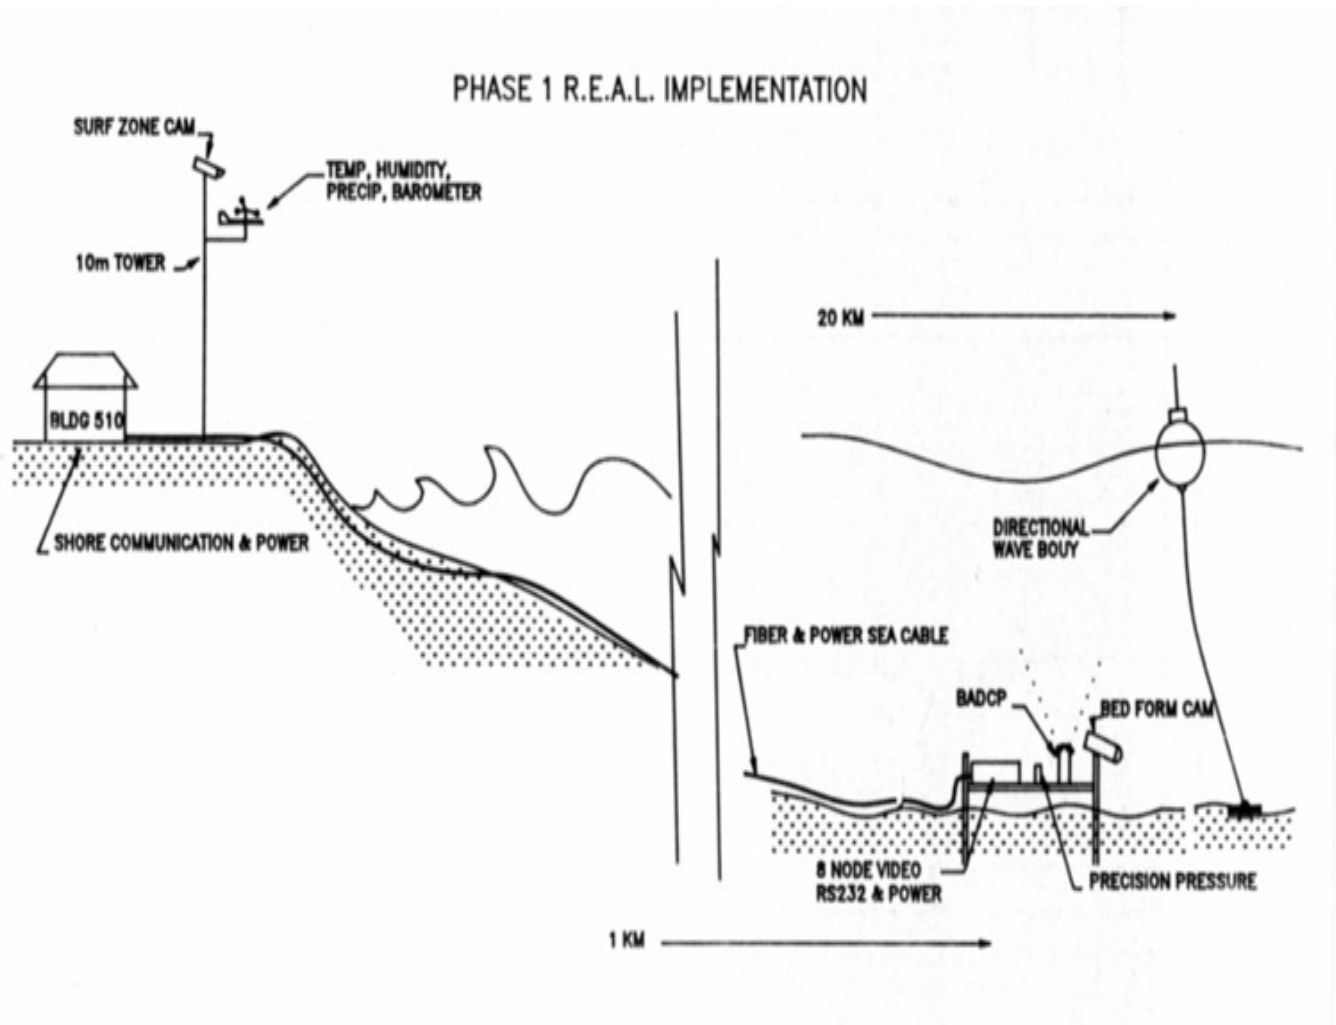 PHASE 1 R.E.A.L. IMPLEMENTATION
SURF ZONE CAM
TEMP, HUMIDITY,
PRECIP, BAROMETER
10m TOWER
20 KM
BLDG 510
SHORE COMMUNICATION & POWER
DIRECTIONAL
WAVE BOUY
FIBER & POWER SEA CABLE
BADCP
BED FORM CAM
8 NODE VIDEO
RS232 & POWER
PRECISION PRESSURE
1 KM